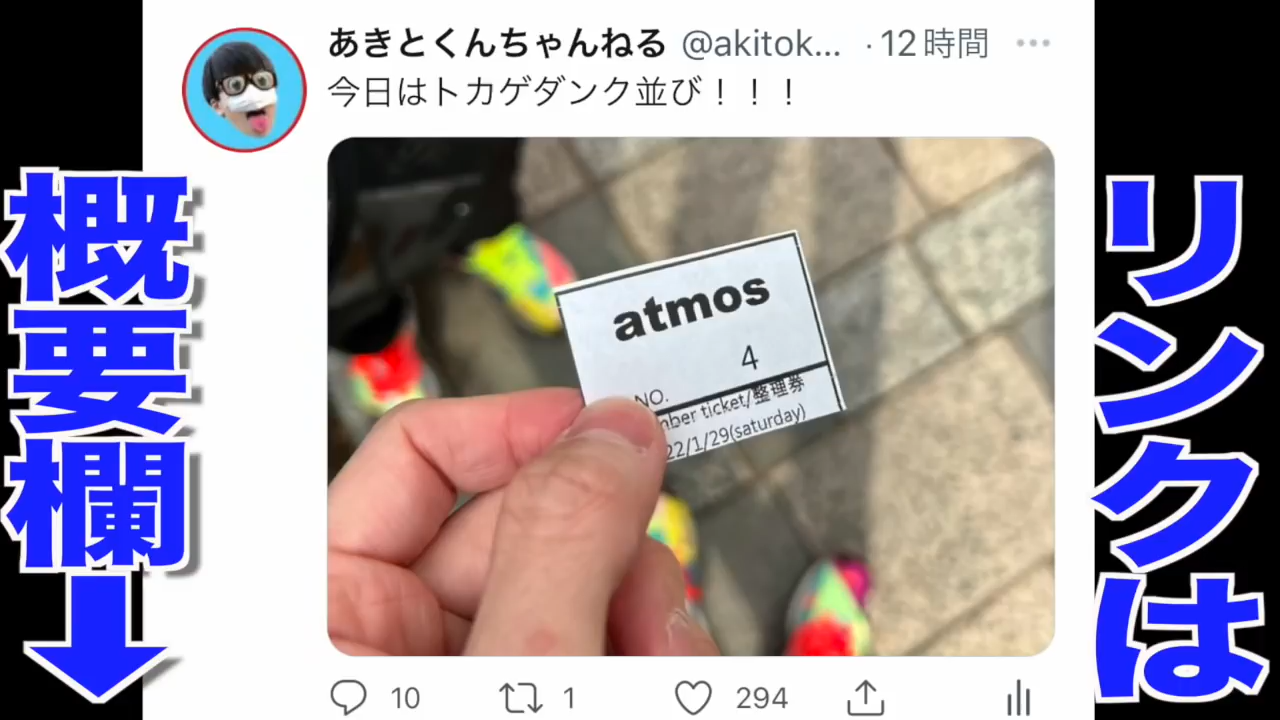 あきとくんちゃんねる @akitok... ·12時間
今日はトカゲダンク並び！！！
atmos
4
NO.
ber ticket/整理券
22/1/29(saturday)
10 1 294
リンクは
概要欄